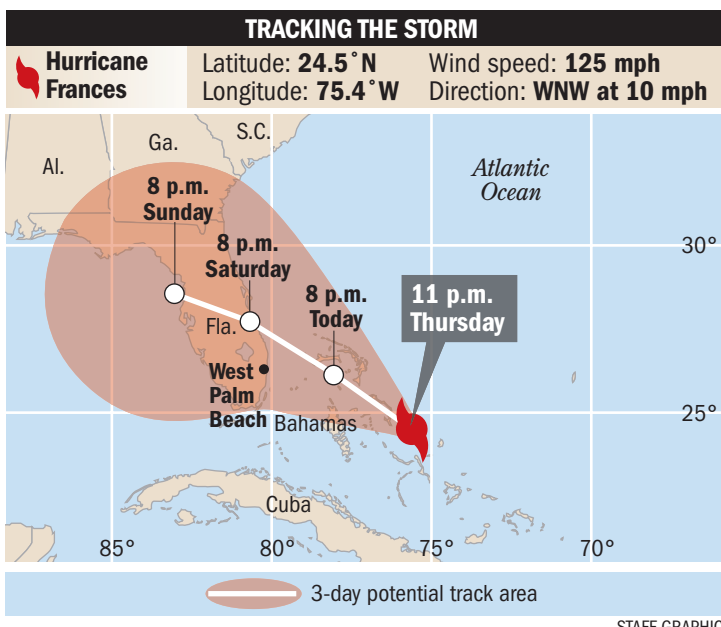 TRACKING THE STORM
Hurricane
Frances
Latitude: 24.5˚N
Longitude: 75.4˚W
Wind speed: 125 mph
Direction: WNW at 10 mph
Al.
Ga.
S.C.
Atlantic
Ocean
8 p.m.
Sunday
8 p.m.
Saturday
8 p.m.
Today
11 p.m.
Thursday
30°
Fla.
West
Palm
Beach
Bahamas
25°
Cuba
85°
80°
75°
70°
3-day potential track area
STAFF GRAPHIC